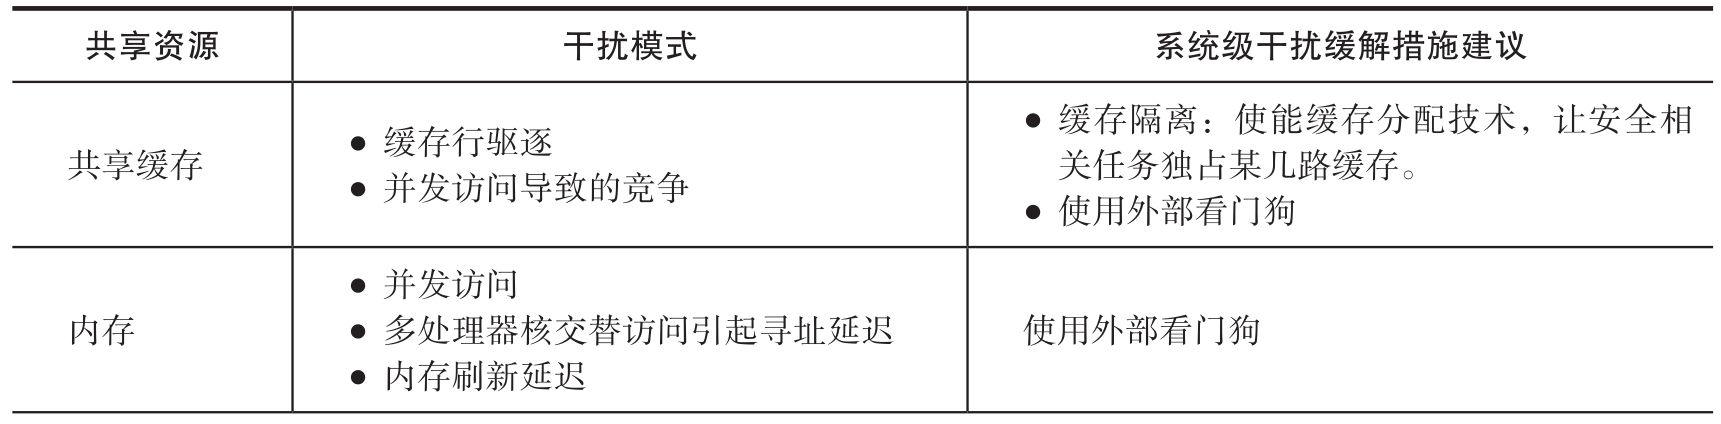 共享资源 干扰模式 系统级干扰缓解措施建议
共享缓存
● 缓存行驱逐
● 并发访问导致的竞争
● 缓存隔离：使能缓存分配技术，让安全相
关任务独占某几路缓存。
● 使用外部看门狗
内存
● 并发访问
● 多处理器核交替访问引起寻址延迟
● 内存刷新延迟
使用外部看门狗